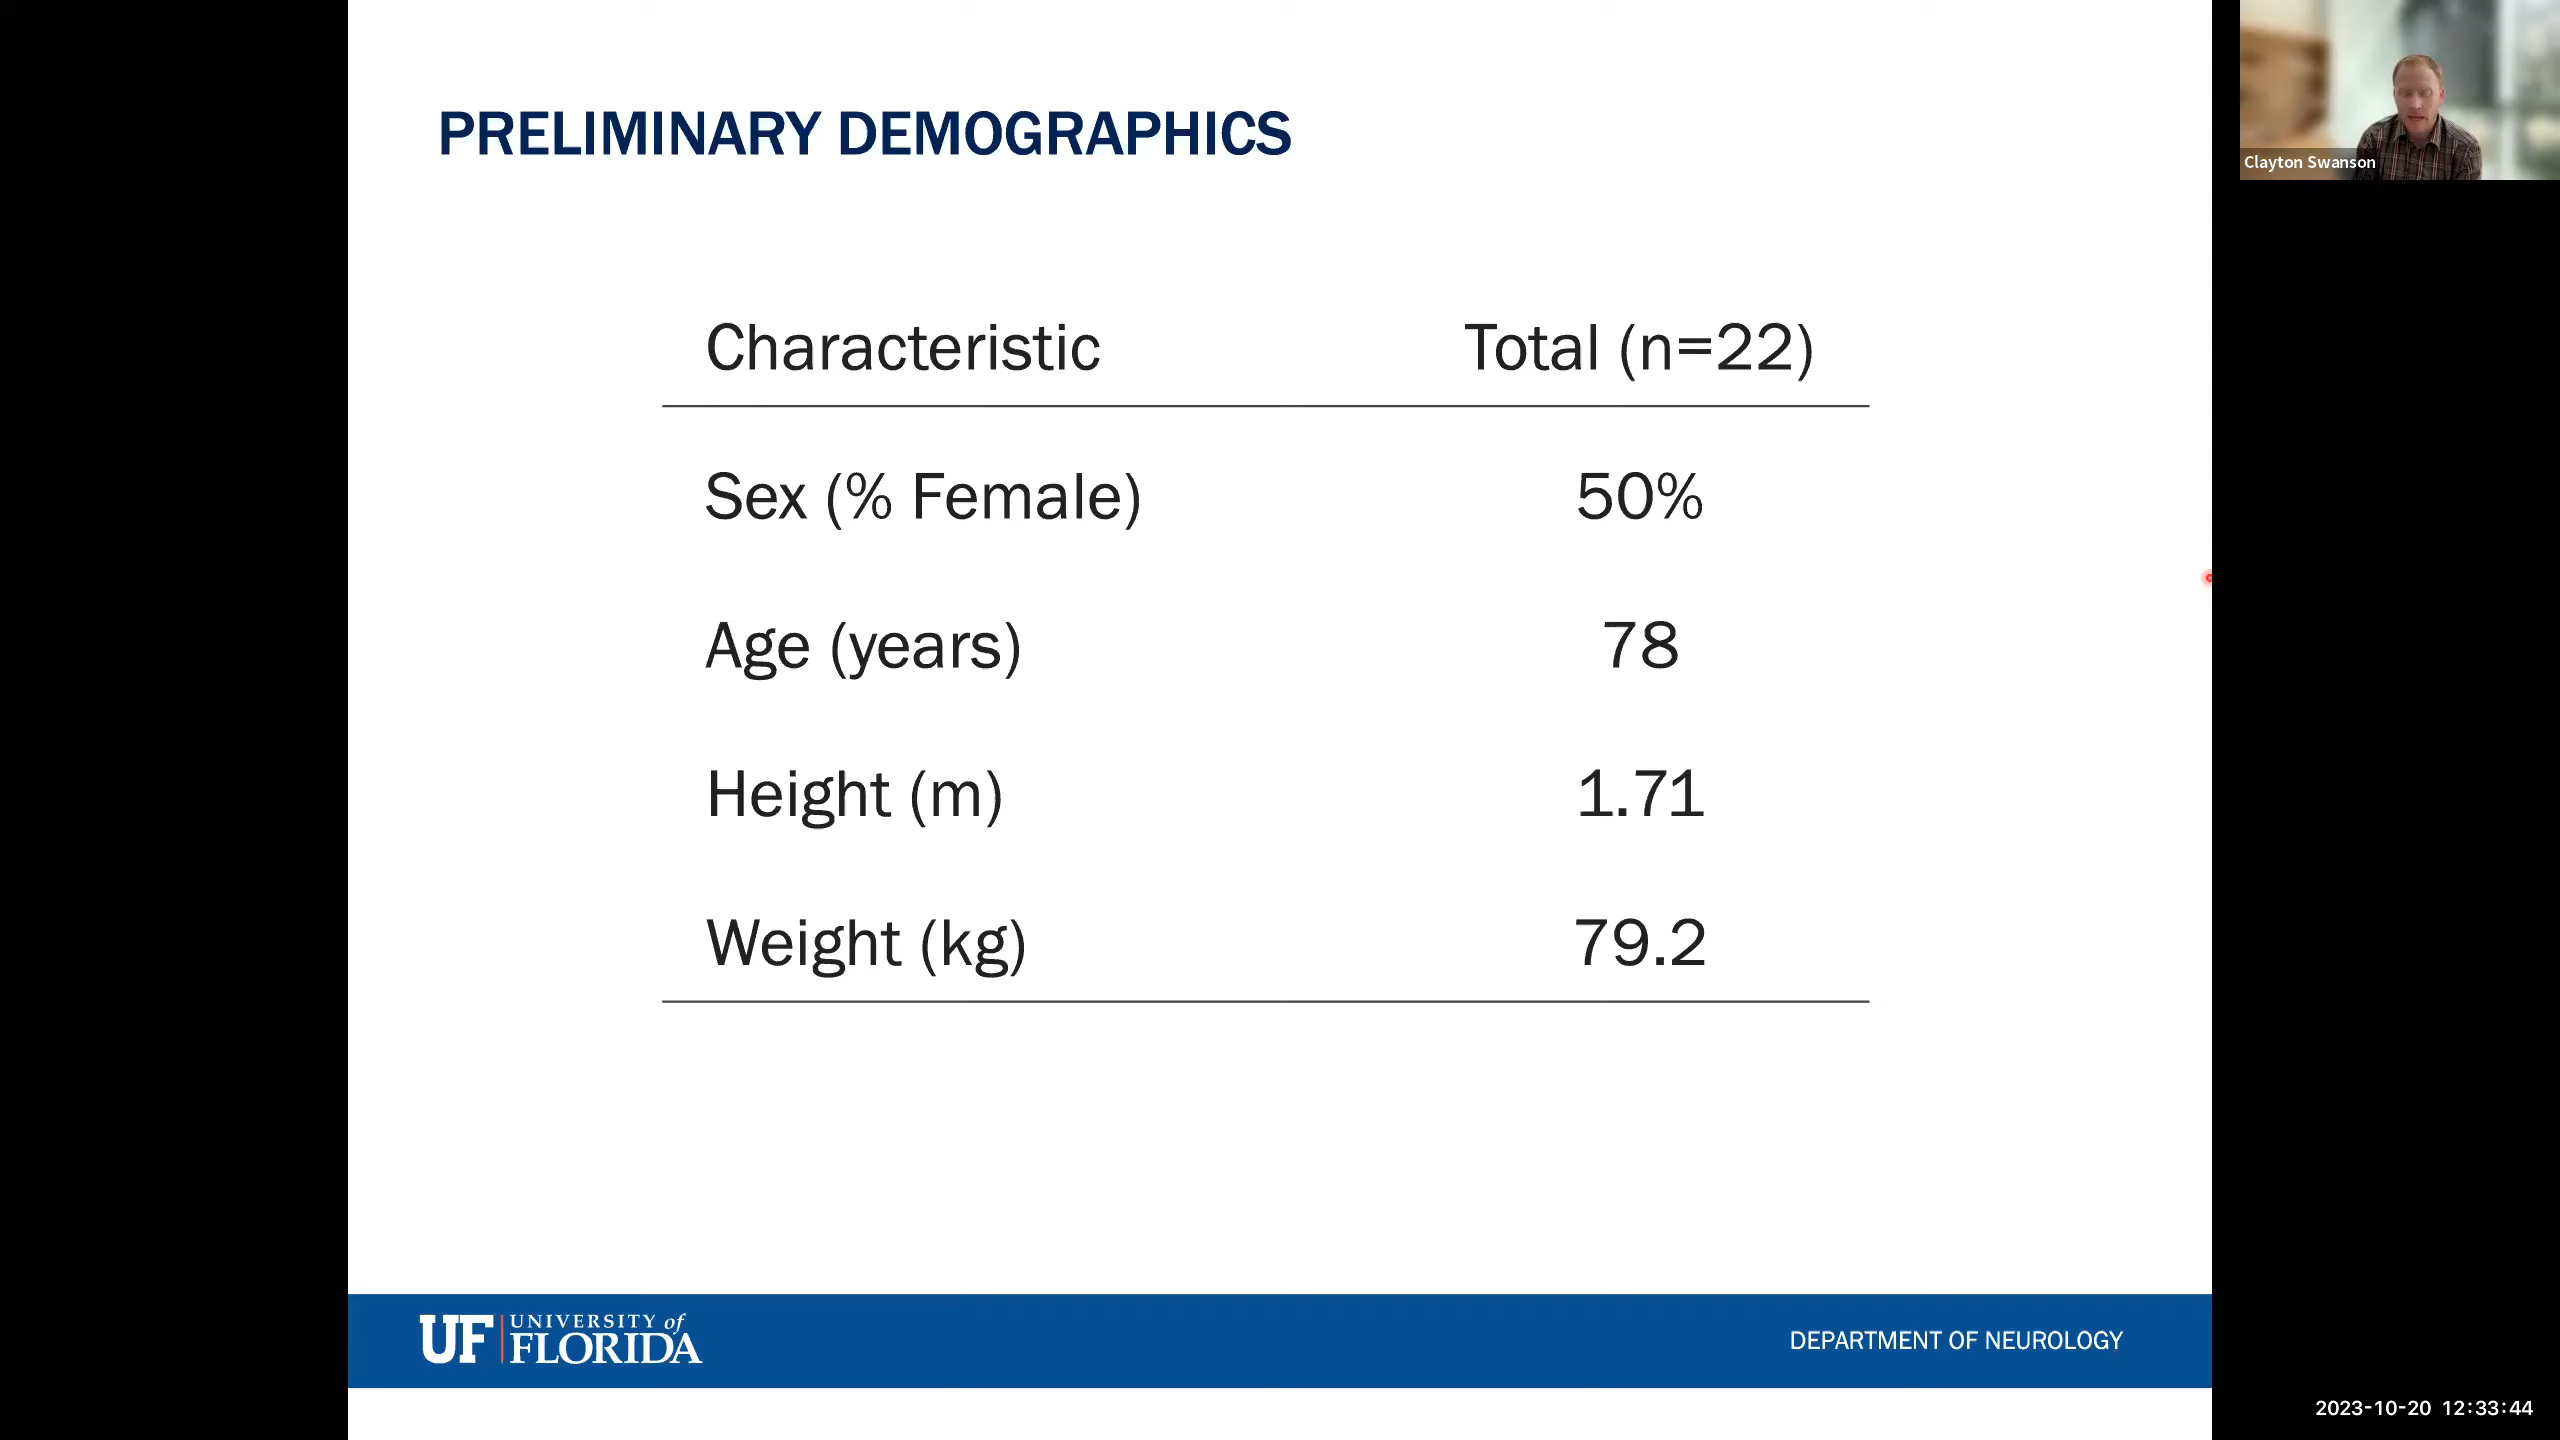 PRELIMINARY DEMOGRAPHICS
Clayton Swanson
Characteristic Total (n=22)
Sex (% Female) 50%
Age (years) 78
Height (m) 1.71
Weight (kg) 79.2
UF UNIVERSITY of
FLORIDA
DEPARTMENT OF NEUROLOGY
2023-10-20 12:33:44